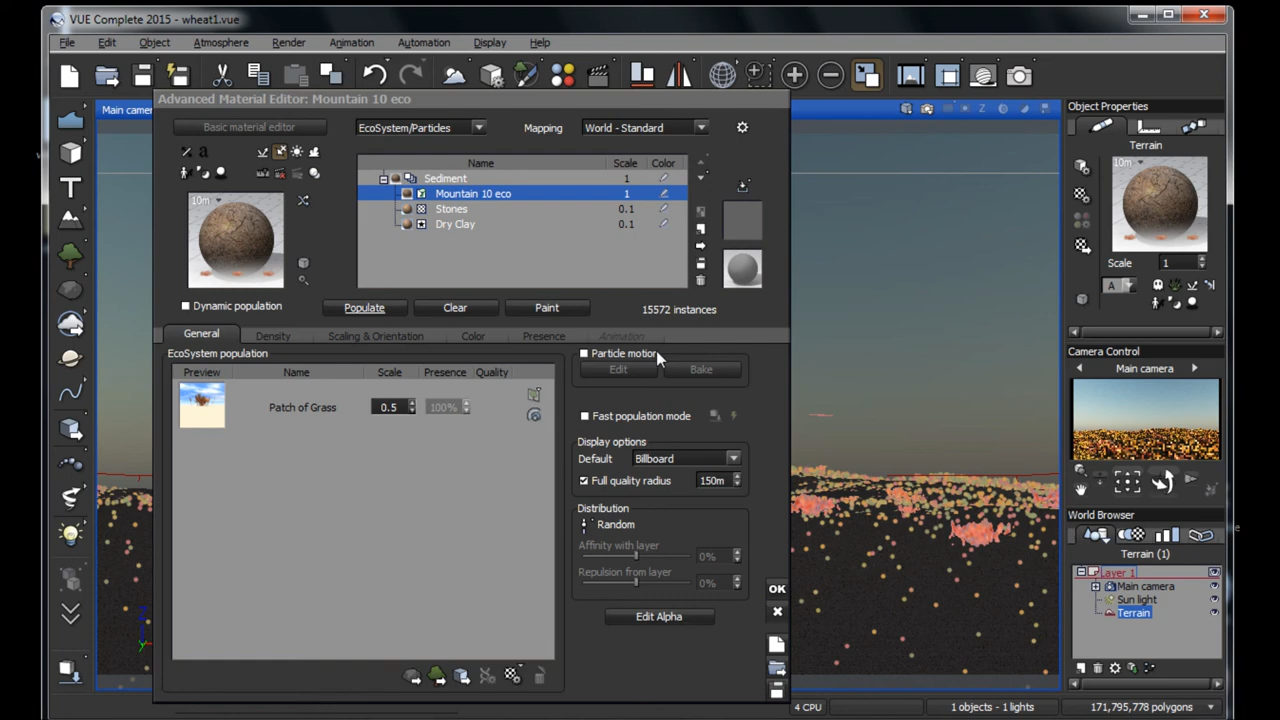 VUE Complete 2015 - wheat1.vue
File Edit Object Atmosphere Render Animation Automation Display Help
Main camera
Advanced Material Editor: Mountain 10 eco
Basic material editor
EcoSystem/Particles
Mapping
World - Standard
Name Scale Color
Sediment 1
Mountain 10 eco 1
Stones 0.1
Dry Clay 0.1
10m
Dynamic population
Populate
Clear
Paint
15572 instances
General Density Scaling & Orientation Color Presence Animation
EcoSystem population
Preview Name Scale Presence Quality
Patch of Grass 0.5 100%
Particle motion
Edit Bake
Fast population mode
Display options
Default Billboard
Full quality radius 150m
Distribution
Random
Affinity with layer 0%
Repulsion from layer 0%
Edit Alpha
OK
Object Properties
Terrain
10m
Scale 1
A
Camera Control
Main camera
World Browser
Terrain (1)
Layer 1
Main camera
Sun light
Terrain
4 CPU
1 objects - 1 lights
171,795,778 polygons